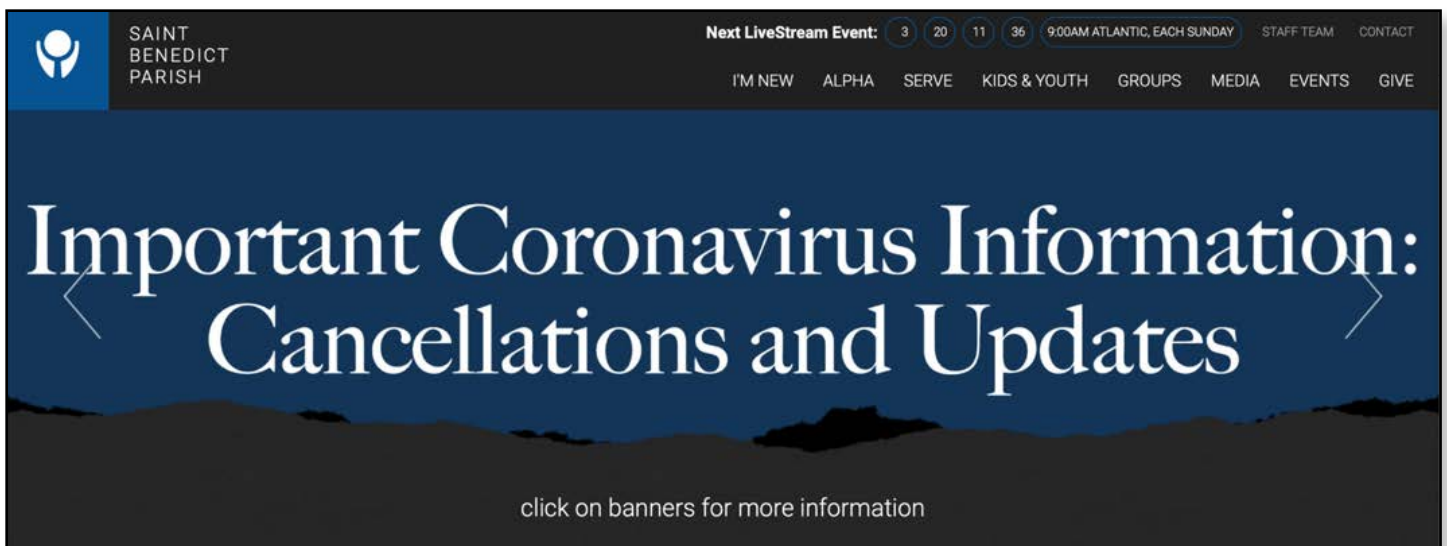 SAINT
BENEDICT
PARISH
Next LiveStream Event: 3 20 11 36 9:00AM ATLANTIC, EACH SUNDAY STAFF TEAM CONTACT
I'M NEW ALPHA SERVE KIDS & YOUTH GROUPS MEDIA EVENTS GIVE
Important Coronavirus Information:
Cancellations and Updates
click on banners for more information